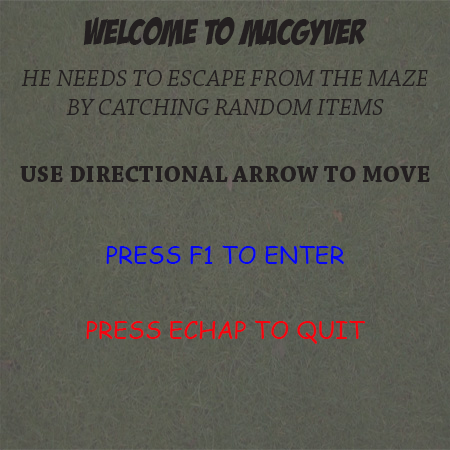 WELCOME TO MACGYVER
HE NEEDS TO ESCAPE FROM THE MAZE
BY CATCHING RANDOM ITEMS
USE DIRECTIONAL ARROW TO MOVE
PRESS F1 TO ENTER
PRESS ECHAP TO QUIT